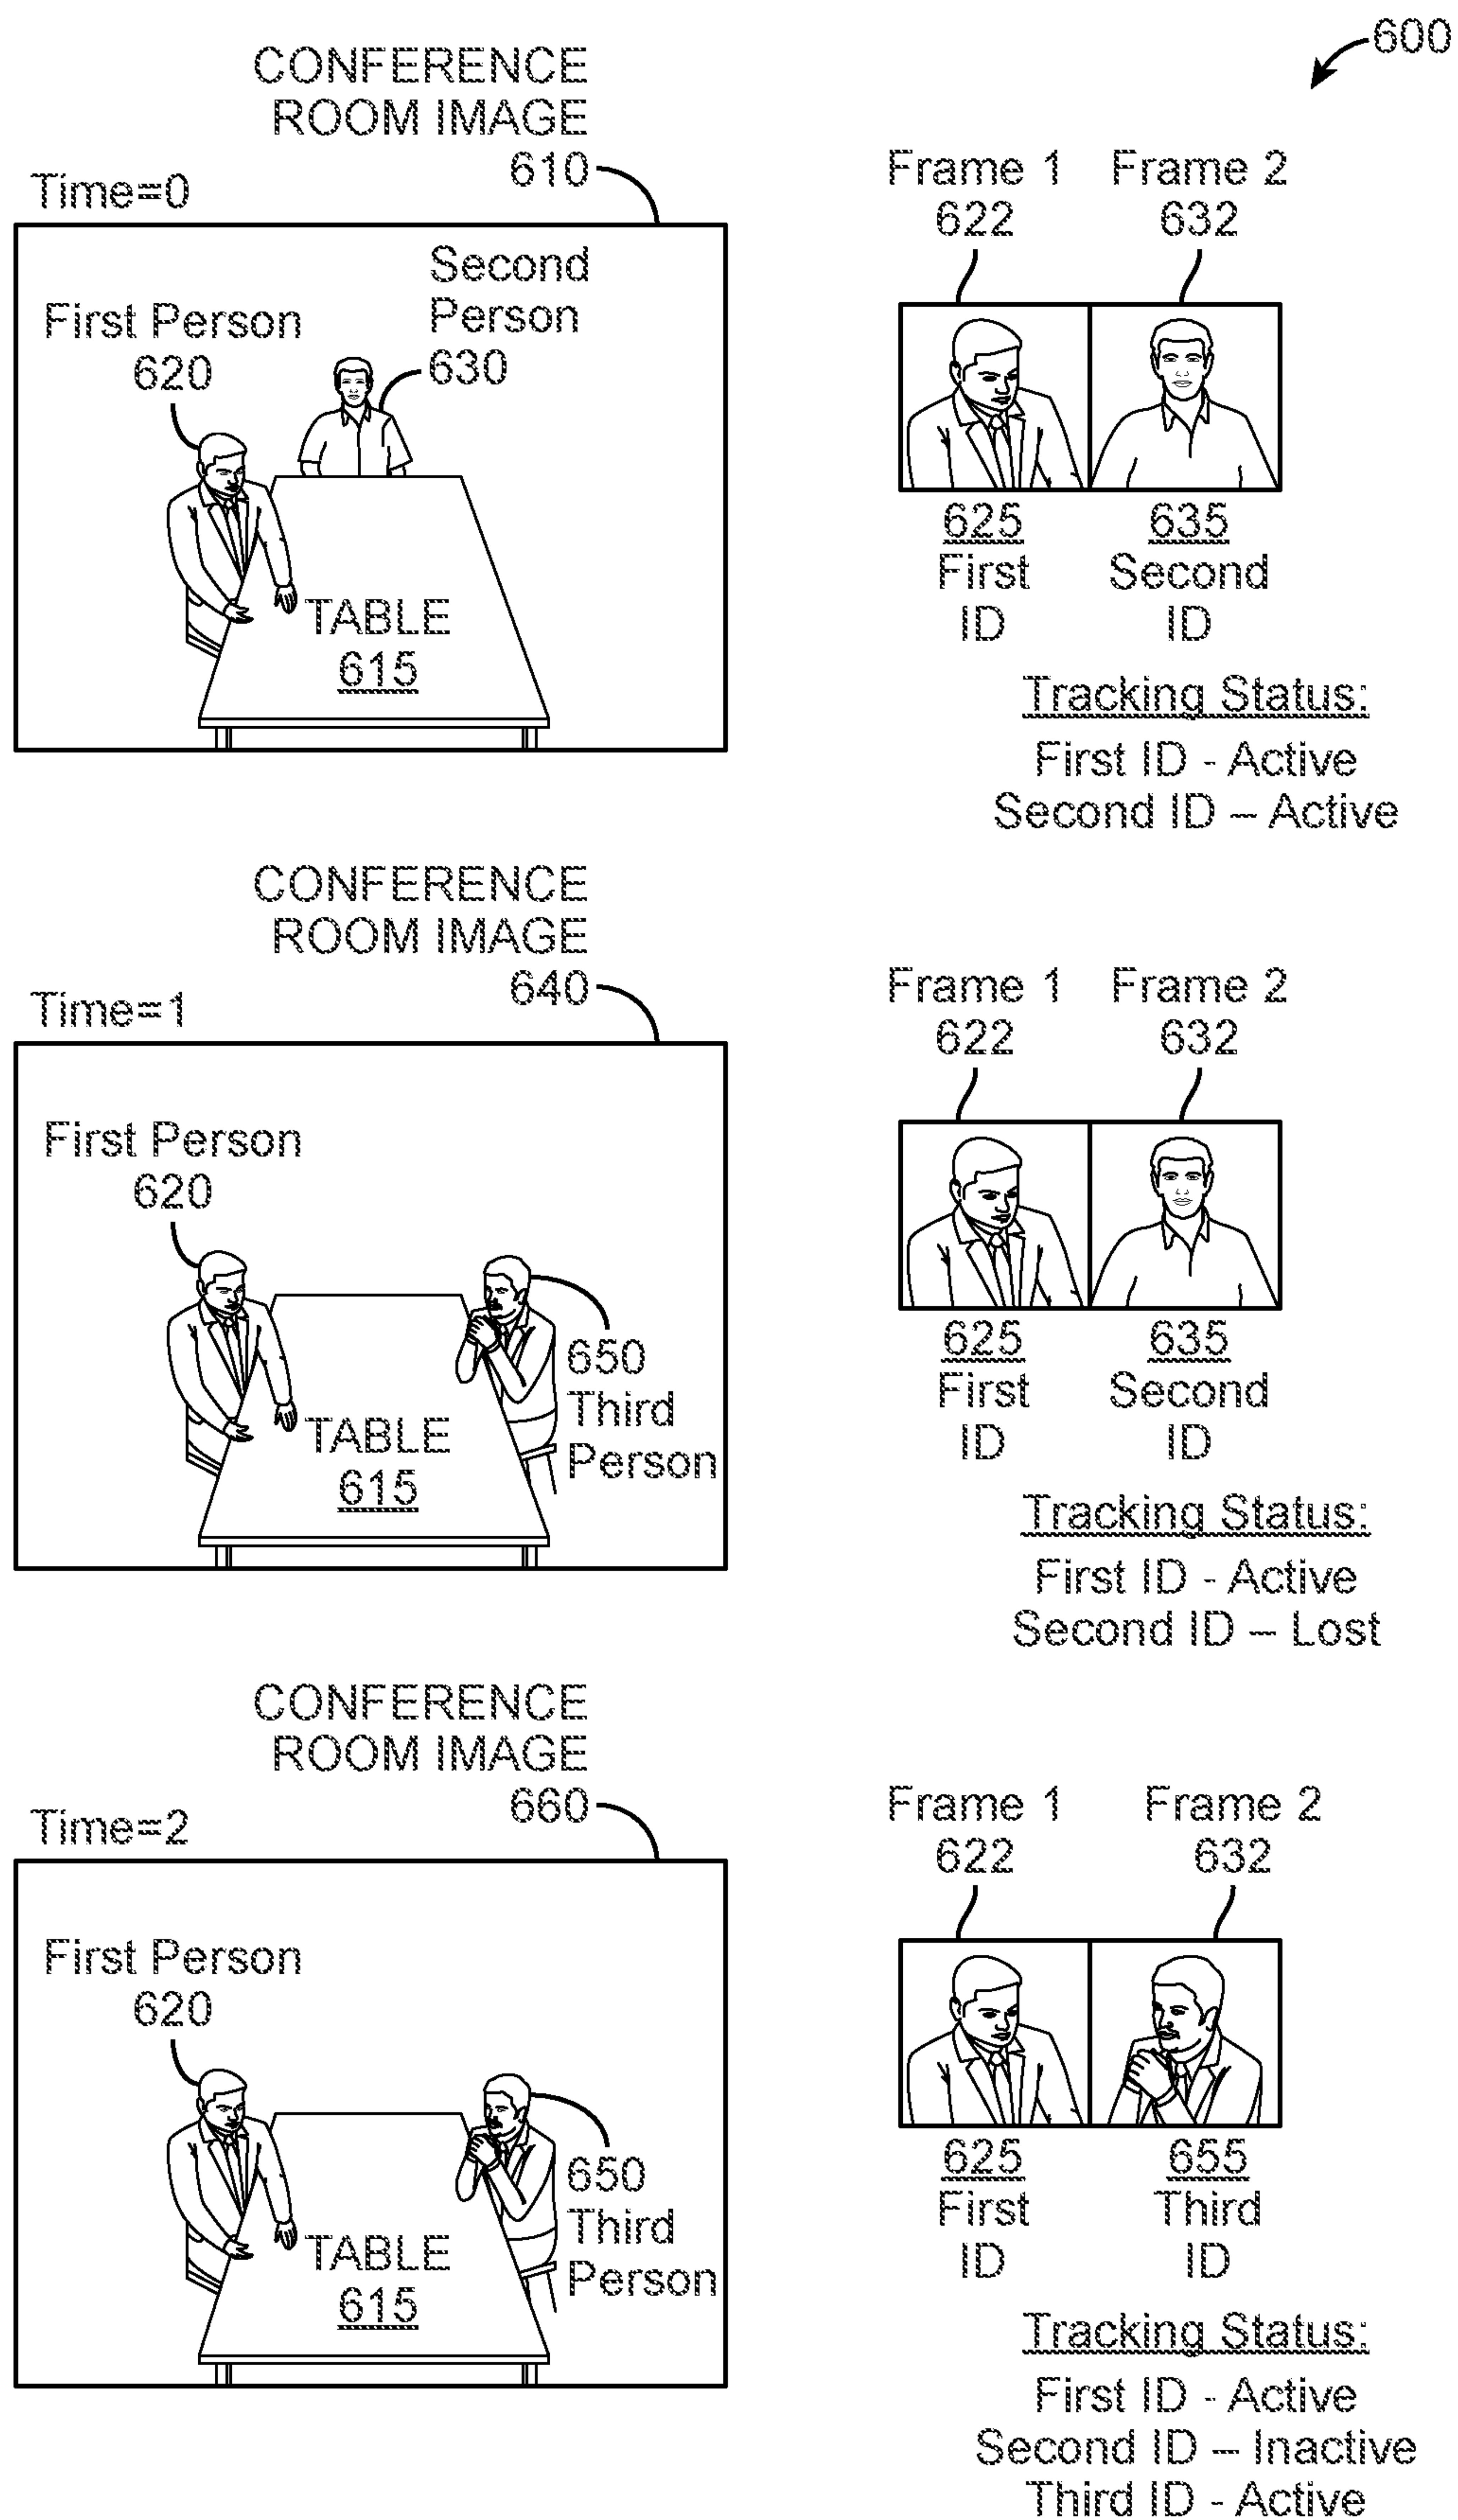 600
CONFERENCE
ROOM IMAGE
610
Time=0
First Person
620
Second
Person
630
TABLE
615
Frame 1
622
Frame 2
632
625
First
ID
635
Second
ID
Tracking Status:
First ID - Active
Second ID – Active
CONFERENCE
ROOM IMAGE
640
Time=1
First Person
620
650
Third
Person
TABLE
615
Frame 1
622
Frame 2
632
625
First
ID
635
Second
ID
Tracking Status:
First ID - Active
Second ID – Lost
CONFERENCE
ROOM IMAGE
660
Time=2
First Person
620
650
Third
Person
TABLE
615
Frame 1
622
Frame 2
632
625
First
ID
655
Third
ID
Tracking Status:
First ID - Active
Second ID – Inactive
Third ID - Active